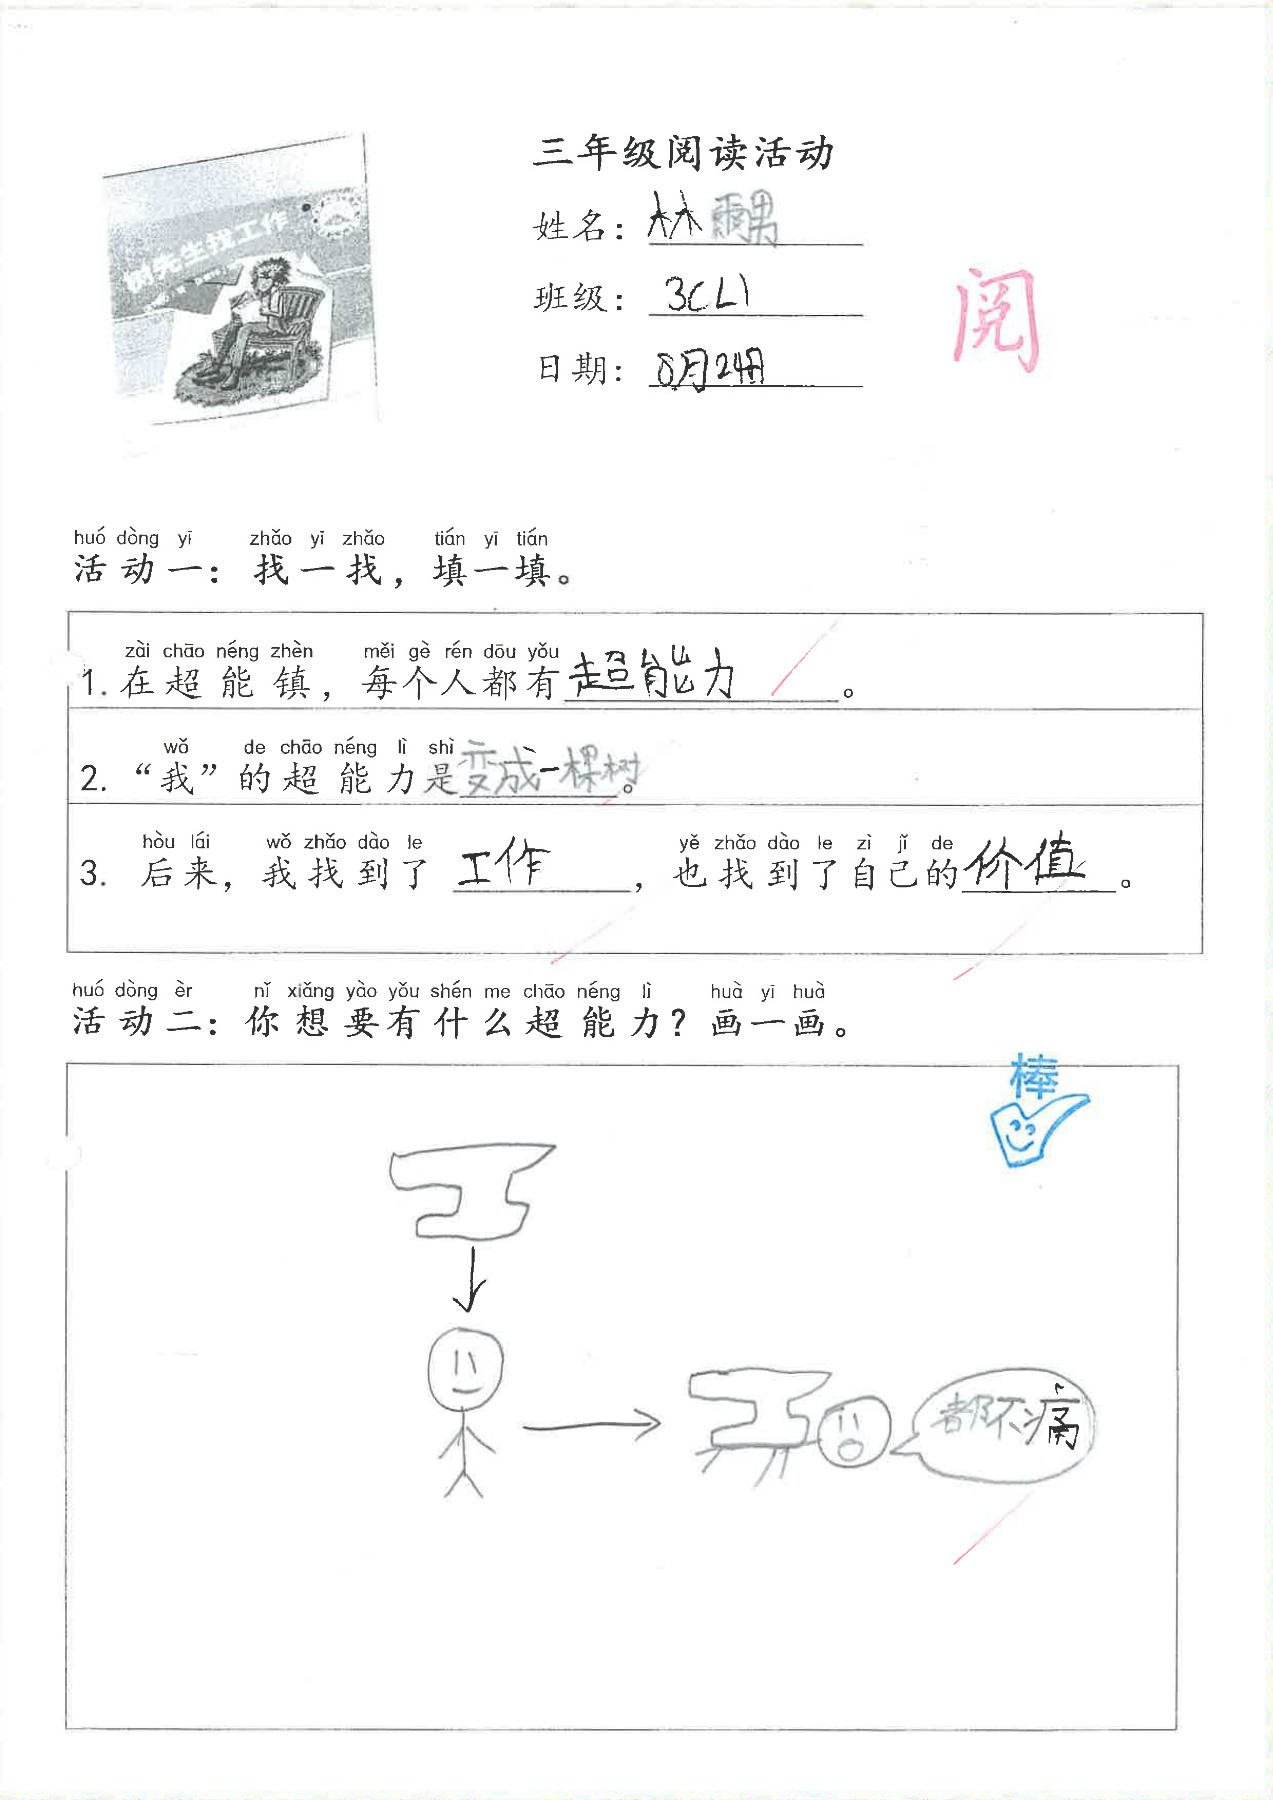 三年级阅读活动
树先生找工作
姓名：林
班级：3CL1
日期：8月24日
阅
huó dòng yī zhǎo yī zhǎo tián yī tián
活动一：找一找，填一填。
zài chāo néng zhèn měi gè rén dōu yǒu
1. 在超能镇，每个人都有超能力。
wǒ de chāo néng lì shì
2. “我”的超能力是变成一棵树。
hòu lái wǒ zhǎo dào le yě zhǎo dào le zì jǐ de
3. 后来，我找到了工作，也找到了自己的价值。
huó dòng èr nǐ xiǎng yào yǒu shén me chāo néng lì huà yī huà
活动二：你想要有什么超能力？画一画。
棒
都不痛